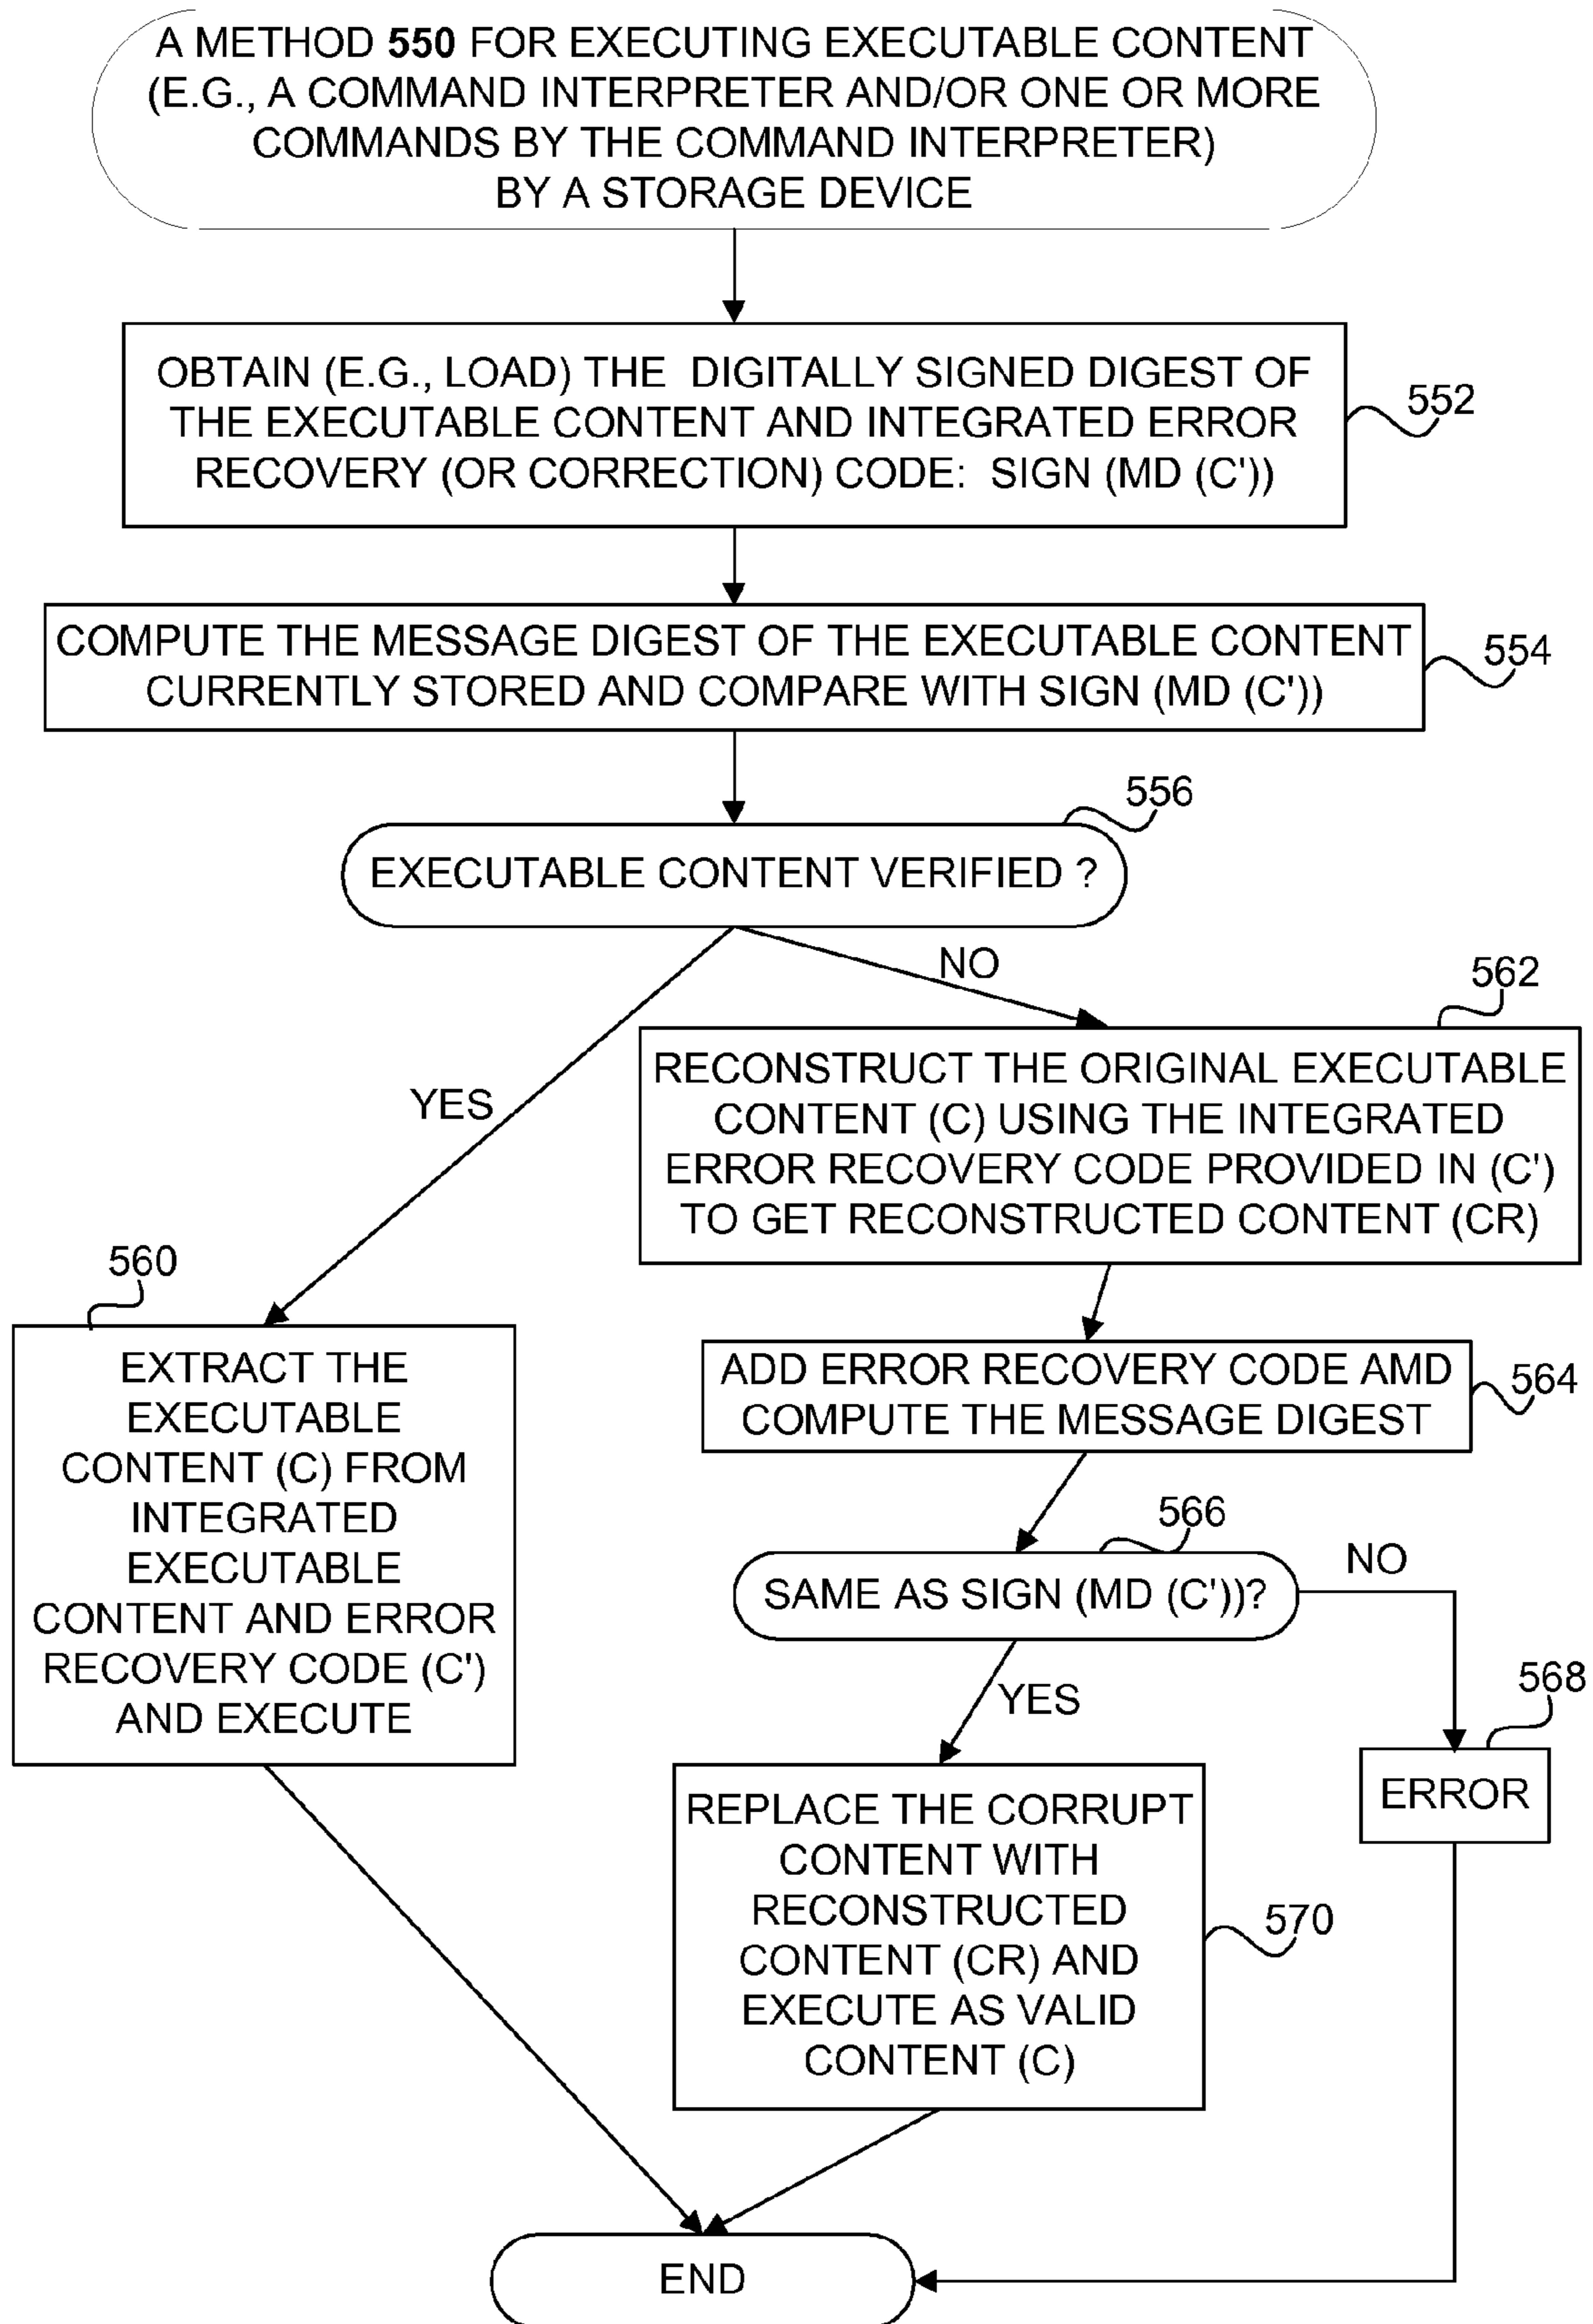 A METHOD 550 FOR EXECUTING EXECUTABLE CONTENT
(E.G., A COMMAND INTERPRETER AND/OR ONE OR MORE
COMMANDS BY THE COMMAND INTERPRETER)
BY A STORAGE DEVICE
OBTAIN (E.G., LOAD) THE DIGITALLY SIGNED DIGEST OF
THE EXECUTABLE CONTENT AND INTEGRATED ERROR
RECOVERY (OR CORRECTION) CODE: SIGN (MD (C'))
552
COMPUTE THE MESSAGE DIGEST OF THE EXECUTABLE CONTENT
CURRENTLY STORED AND COMPARE WITH SIGN (MD (C'))
554
556
EXECUTABLE CONTENT VERIFIED ?
NO
562
YES
RECONSTRUCT THE ORIGINAL EXECUTABLE
CONTENT (C) USING THE INTEGRATED
ERROR RECOVERY CODE PROVIDED IN (C')
TO GET RECONSTRUCTED CONTENT (CR)
560
EXTRACT THE
EXECUTABLE
CONTENT (C) FROM
INTEGRATED
EXECUTABLE
CONTENT AND ERROR
RECOVERY CODE (C')
AND EXECUTE
ADD ERROR RECOVERY CODE AMD
COMPUTE THE MESSAGE DIGEST
564
566
SAME AS SIGN (MD (C'))?
NO
YES
568
ERROR
REPLACE THE CORRUPT
CONTENT WITH
RECONSTRUCTED
CONTENT (CR) AND
EXECUTE AS VALID
CONTENT (C)
570
END